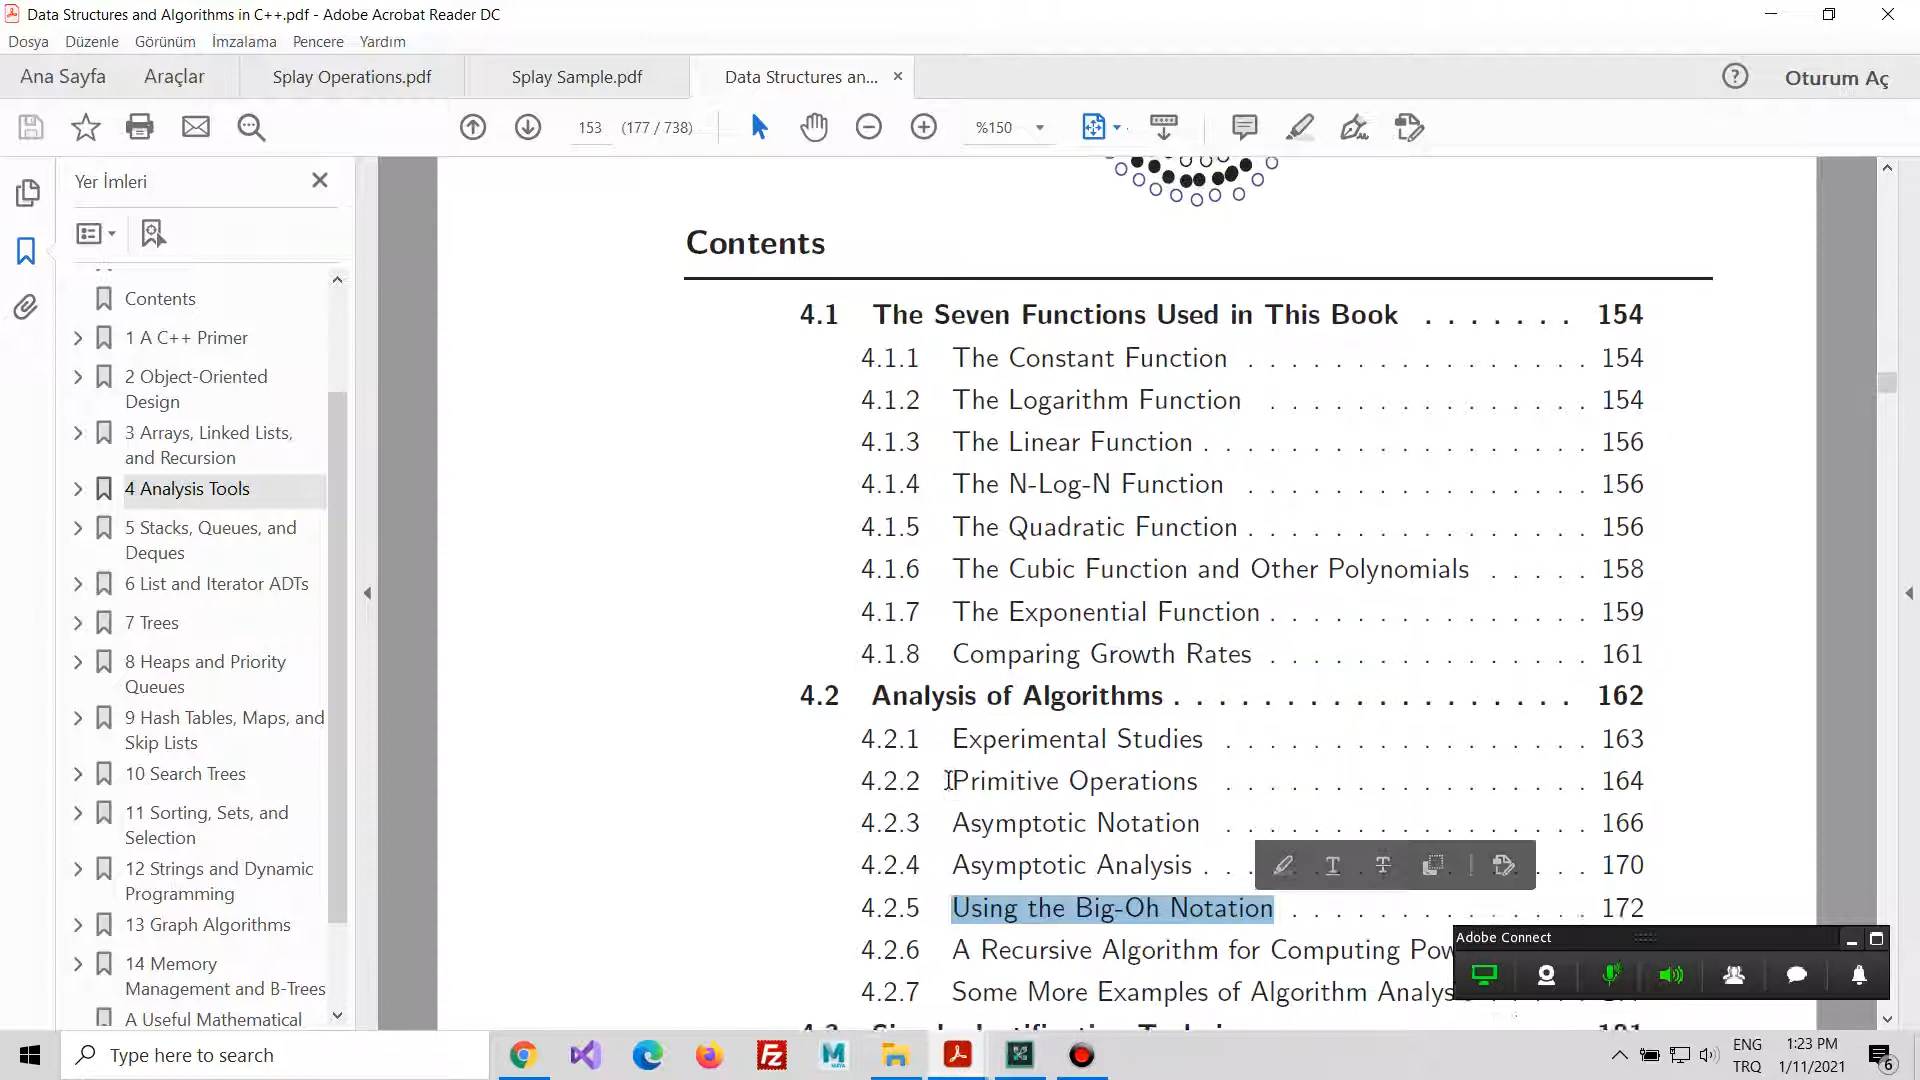 Data Structures and Algorithms in C++.pdf - Adobe Acrobat Reader DC
Dosya Düzenle Görünüm İmzalama Pencere Yardım
Ana Sayfa Araçlar Splay Operations.pdf Splay Sample.pdf Data Structures an... Oturum Aç
153 (177 / 738) %150
Yer İmleri
Contents
1 A C++ Primer
2 Object-Oriented
Design
3 Arrays, Linked Lists,
and Recursion
4 Analysis Tools
5 Stacks, Queues, and
Deques
6 List and Iterator ADTs
7 Trees
8 Heaps and Priority
Queues
9 Hash Tables, Maps, and
Skip Lists
10 Search Trees
11 Sorting, Sets, and
Selection
12 Strings and Dynamic
Programming
13 Graph Algorithms
14 Memory
Management and B-Trees
A Useful Mathematical
Contents
4.1 The Seven Functions Used in This Book . . . . . . . 154
4.1.1 The Constant Function . . . . . . . . . . . . . . . . 154
4.1.2 The Logarithm Function . . . . . . . . . . . . . . . 154
4.1.3 The Linear Function . . . . . . . . . . . . . . . . . . 156
4.1.4 The N-Log-N Function . . . . . . . . . . . . . . . . 156
4.1.5 The Quadratic Function . . . . . . . . . . . . . . . . 156
4.1.6 The Cubic Function and Other Polynomials . . . . . 158
4.1.7 The Exponential Function . . . . . . . . . . . . . . . 159
4.1.8 Comparing Growth Rates . . . . . . . . . . . . . . . 161
4.2 Analysis of Algorithms . . . . . . . . . . . . . . . . . . 162
4.2.1 Experimental Studies . . . . . . . . . . . . . . . . . 163
4.2.2 Primitive Operations . . . . . . . . . . . . . . . . . 164
4.2.3 Asymptotic Notation . . . . . . . . . . . . . . . . . 166
4.2.4 Asymptotic Analysis . . . 170
4.2.5 Using the Big-Oh Notation . . . . . . . . . . . . . . 172
4.2.6 A Recursive Algorithm for Computing Pow
4.2.7 Some More Examples of Algorithm Analys
Adobe Connect
Type here to search
ENG
TRQ
1:23 PM
1/11/2021
6